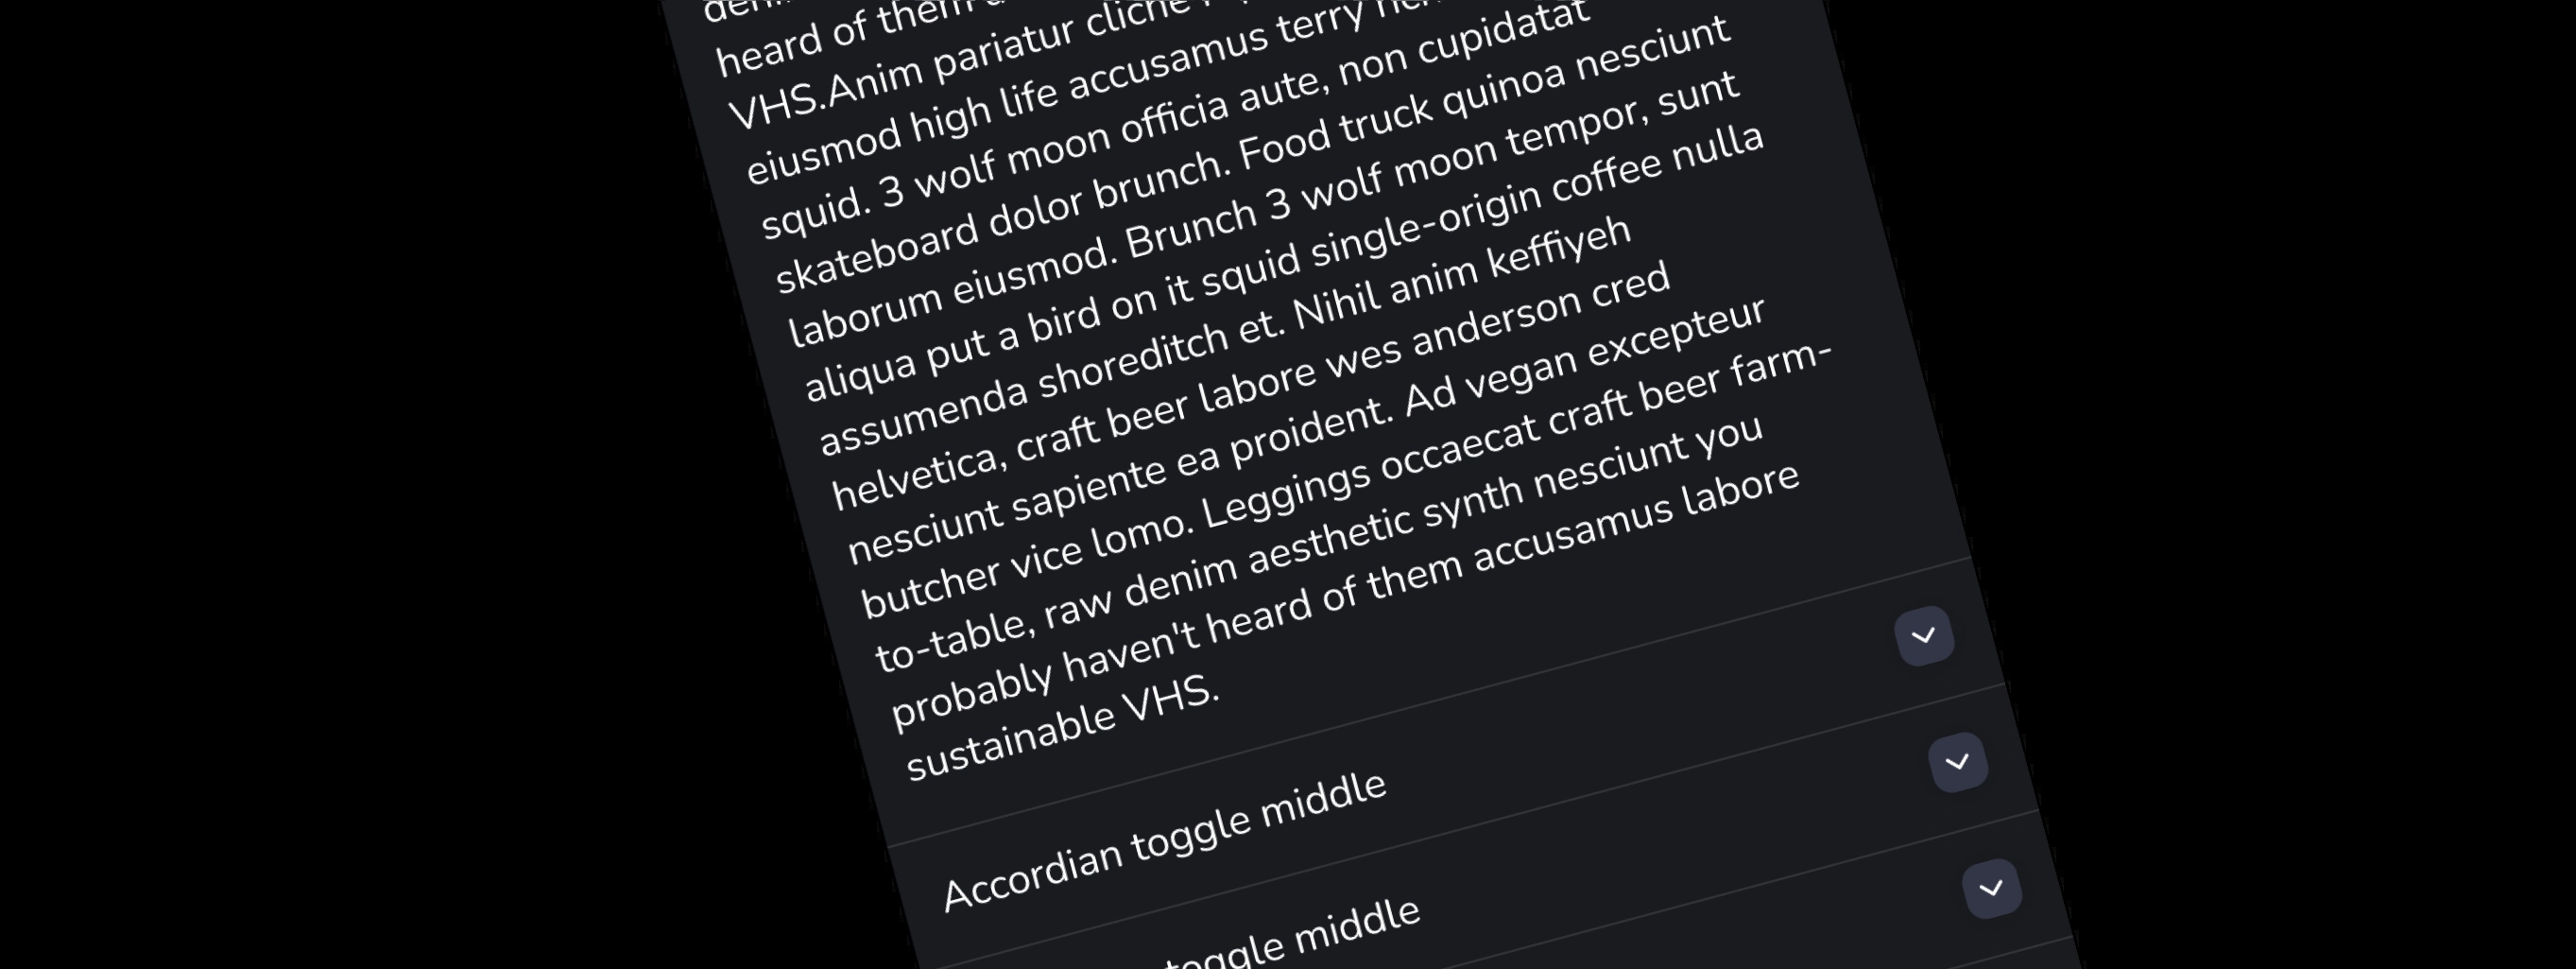 heard of them
VHS.Anim pariatur cliche
eiusmod high life accusamus terry
squid. 3 wolf moon officia aute, non cupidatat
skateboard dolor brunch. Food truck quinoa nesciunt
laborum eiusmod. Brunch 3 wolf moon tempor, sunt
aliqua put a bird on it squid single-origin coffee nulla
assumenda shoreditch et. Nihil anim keffiyeh
helvetica, craft beer labore wes anderson cred
nesciunt sapiente ea proident. Ad vegan excepteur
butcher vice lomo. Leggings occaecat craft beer farm-
to-table, raw denim aesthetic synth nesciunt you
probably haven't heard of them accusamus labore
sustainable VHS.
Accordian toggle middle
toggle middle